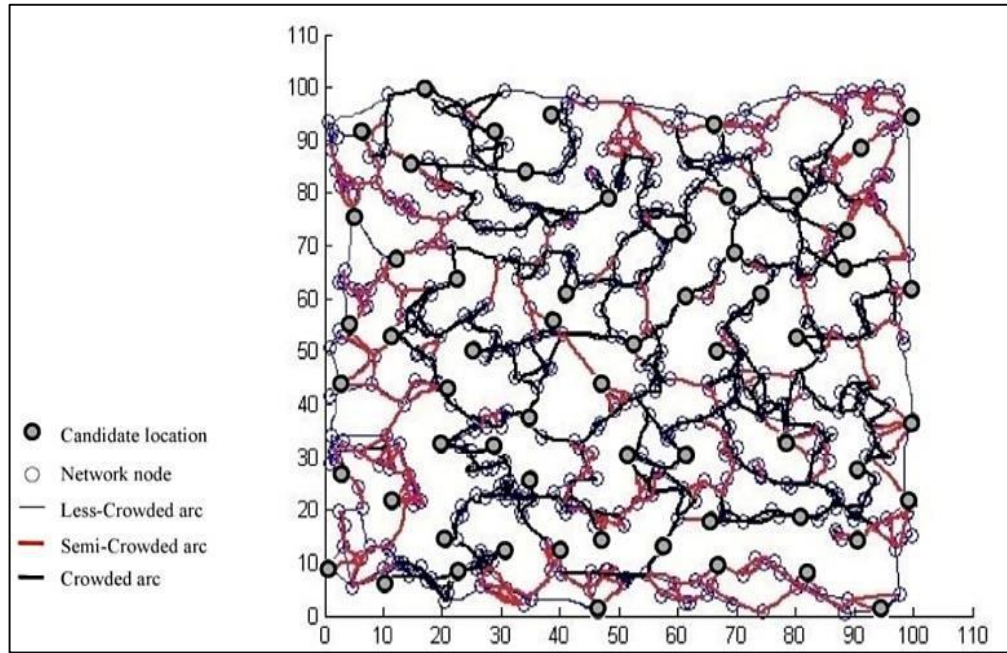 110
100
90
80
70
60
50
40
30
20
10
0
0 10 20 30 40 50 60 70 80 90 100 110
Candidate location
Network node
Less-Crowded arc
Semi-Crowded arc
Crowded arc